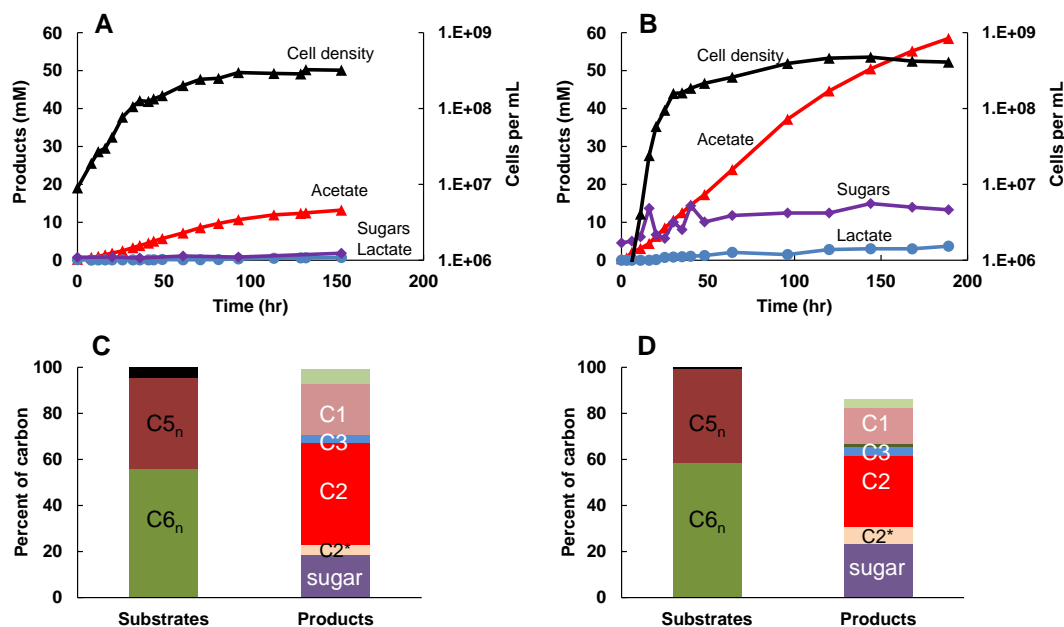 A
60
50
40
30
20
10
0
Products (mM)
1.E+09
1.E+08
1.E+07
1.E+06
Cells per mL
Cell density
Acetate
Sugars
Lactate
0
50
100
150
200
Time (hr)
B
60
50
40
30
20
10
0
Products (mM)
1.E+09
1.E+08
1.E+07
1.E+06
Cells per mL
Cell density
Acetate
Sugars
Lactate
0
50
100
150
200
Time (hr)
C
100
80
60
40
20
0
Percent of carbon
C5n
C6n
C1
C3
C2
C2*
sugar
Substrates
Products
D
100
80
60
40
20
0
Percent of carbon
C5n
C6n
C1
C3
C2
C2*
sugar
Substrates
Products